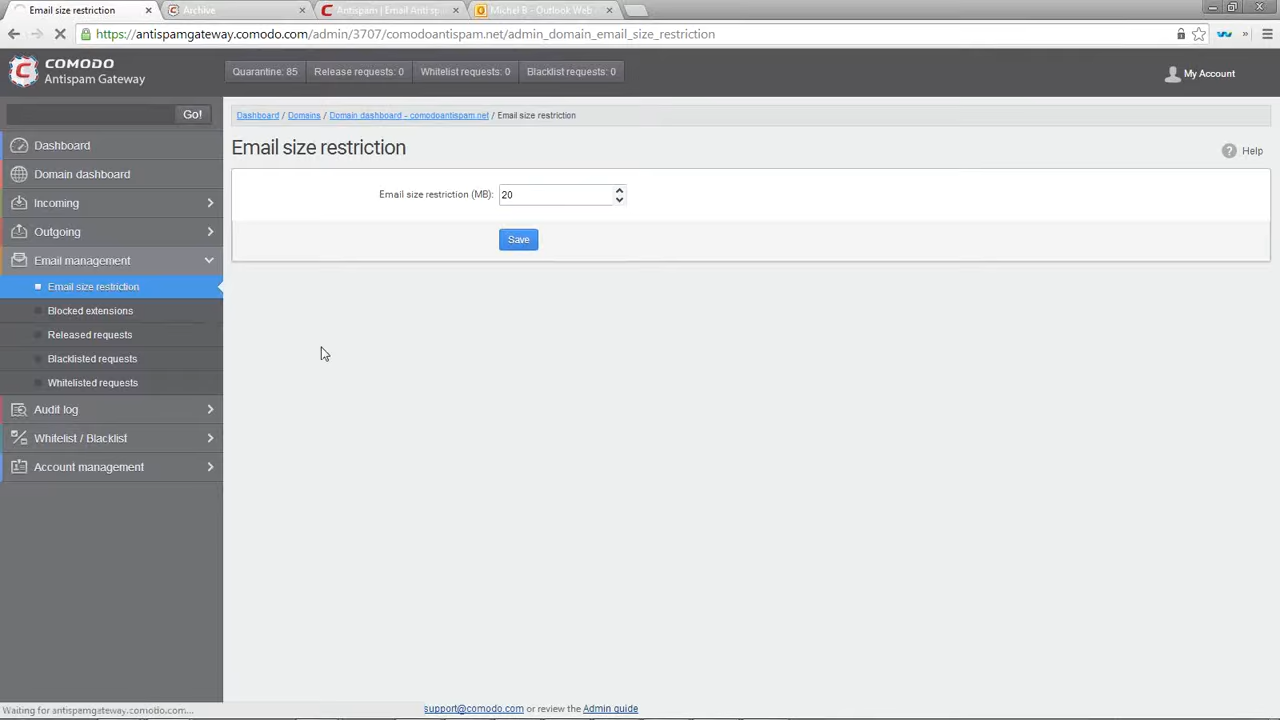 Email size restriction
Archive
Antispam | Email Anti sp
Michel B - Outlook Web
https://antispamgateway.comodo.com/admin/3707/comodoantispam.net/admin_domain_email_size_restriction
COMODO
Antispam Gateway
Quarantine: 85
Release requests: 0
Whitelist requests: 0
Blacklist requests: 0
My Account
Go!
Dashboard / Domains / Domain dashboard - comodoantispam.net / Email size restriction
Dashboard
Domain dashboard
Incoming
Outgoing
Email management
Email size restriction
Blocked extensions
Released requests
Blacklisted requests
Whitelisted requests
Audit log
Whitelist / Blacklist
Account management
Email size restriction
Help
Email size restriction (MB): 20
Save
Waiting for antispamgateway.comodo.com...
support@comodo.com or review the Admin guide